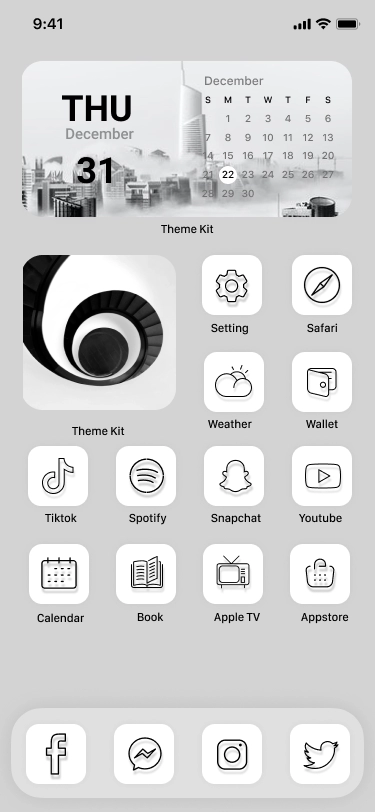 9:41
THU
December
31
December
S M T W T F S
1 2 3 4 5 6
7 8 9 10 11 12 13
14 15 16 17 18 19 20
21 22 23 24 25 26 27
28 29 30
Theme Kit
Setting
Safari
Theme Kit
Weather
Wallet
Tiktok
Spotify
Snapchat
Youtube
Calendar
Book
Apple TV
Appstore